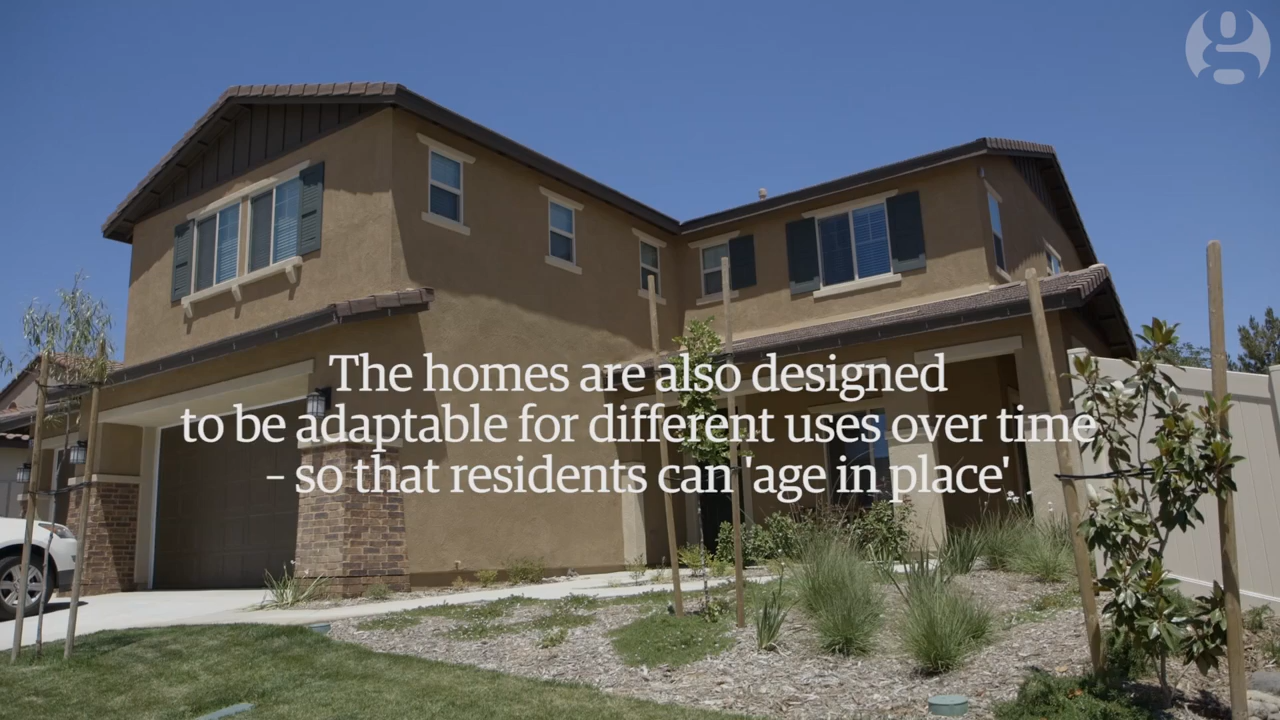 The homes are also designed
to be adaptable for different uses over time
- so that residents can 'age in place'